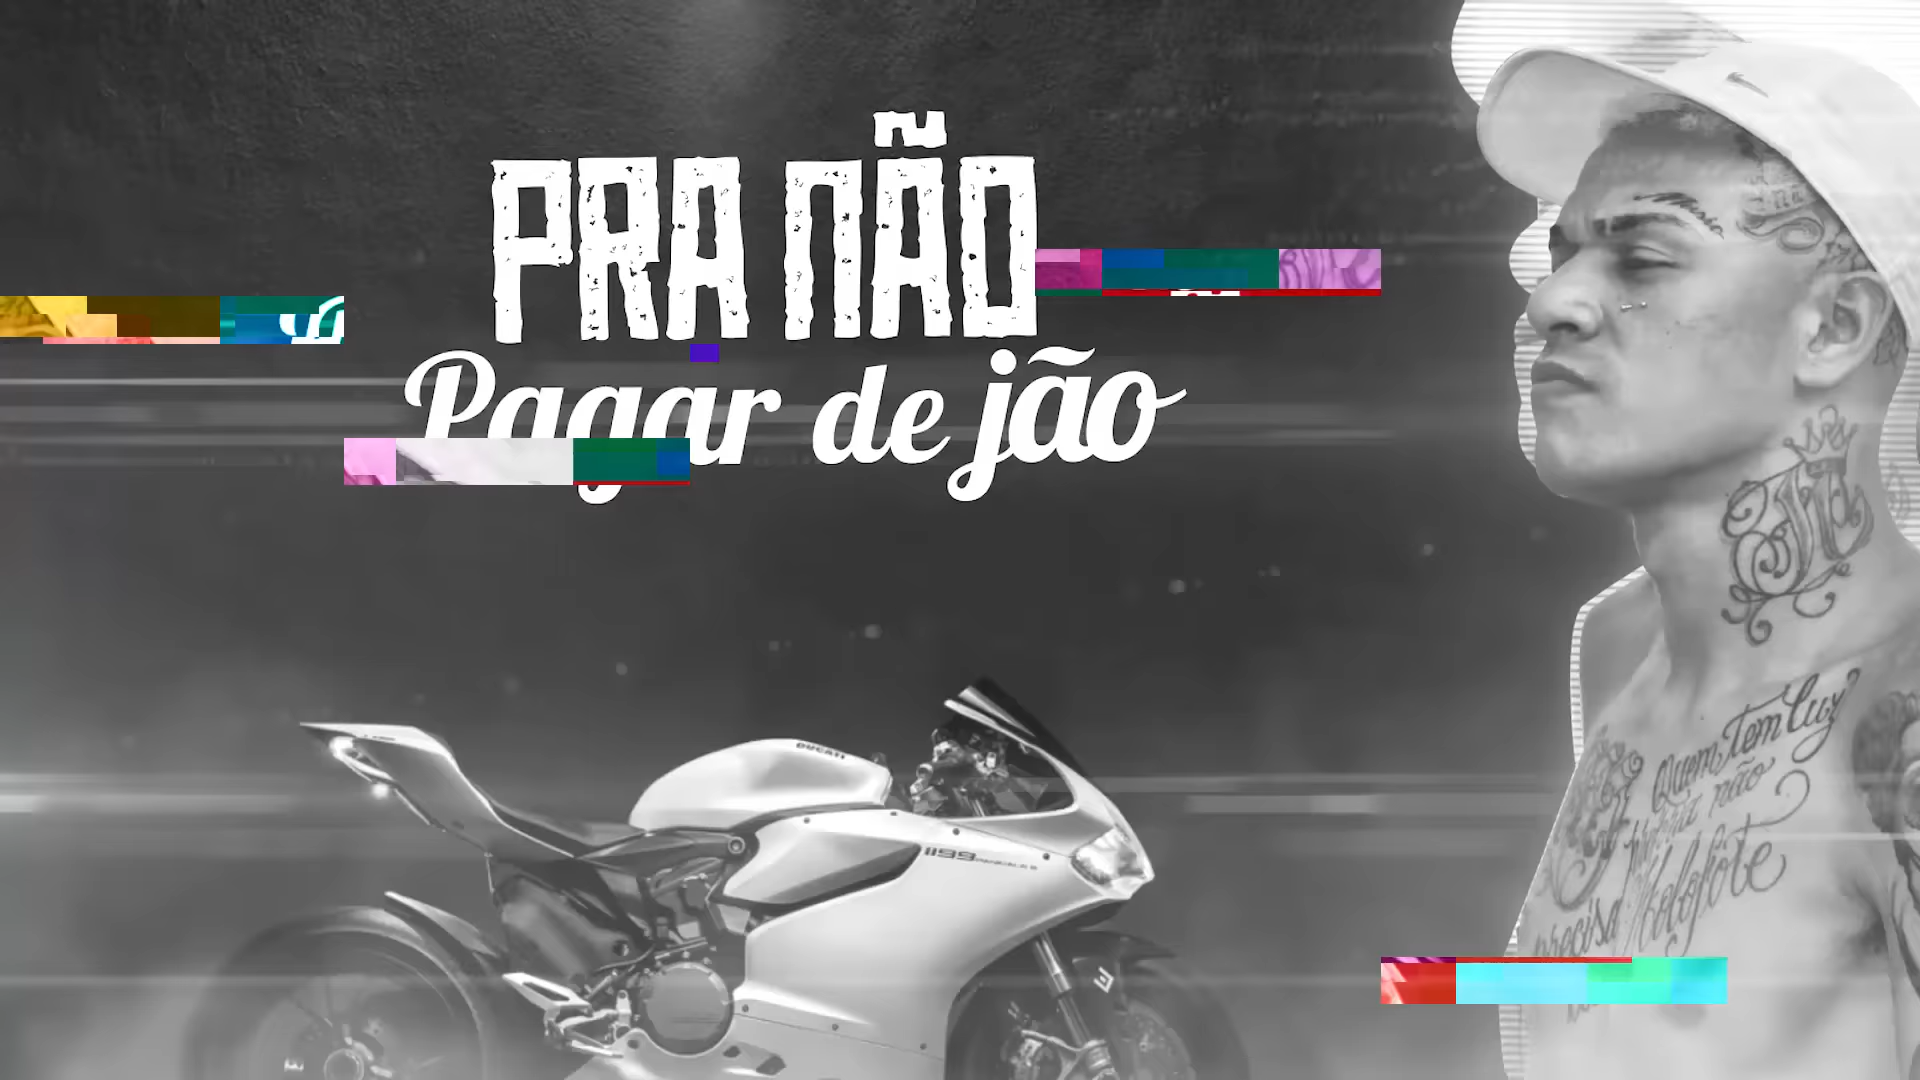 PRA NÃO
Pagar de jão
DUCATI
1199
Quem tem luz
não
precisa Holofote